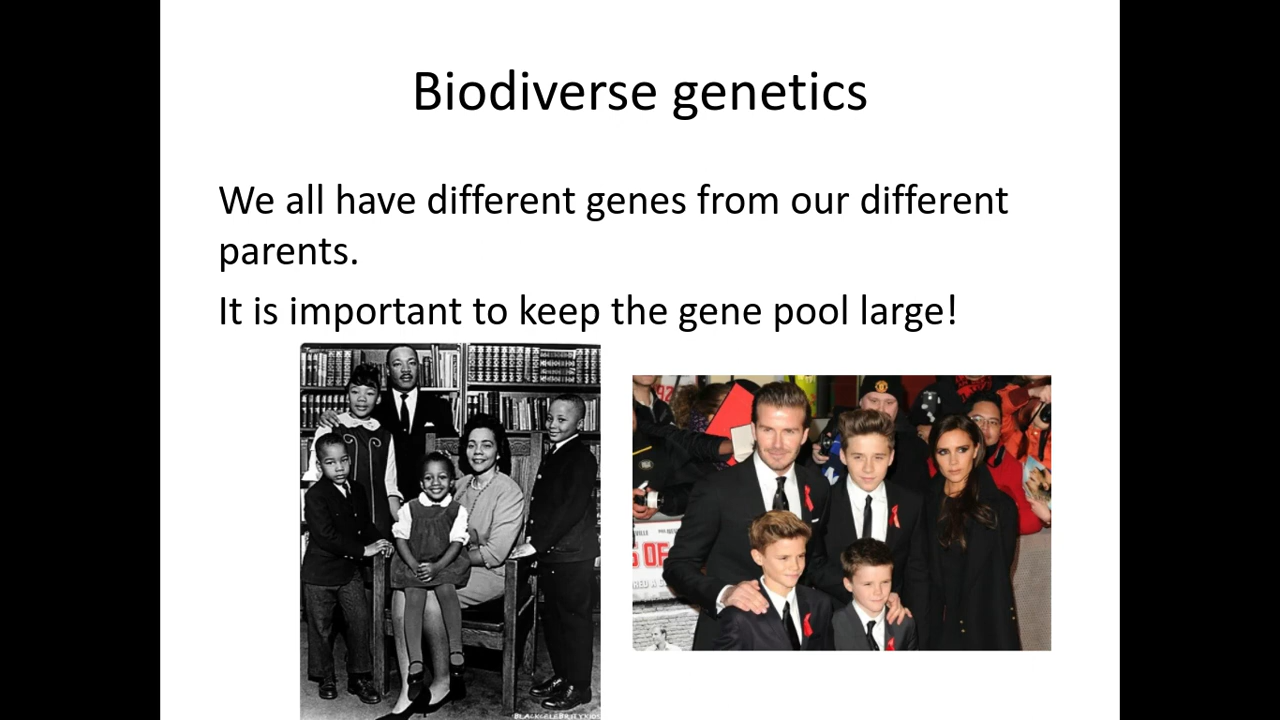 Biodiverse genetics
We all have different genes from our different
parents.
It is important to keep the gene pool large!
BLACKCELEBRITYKIDS